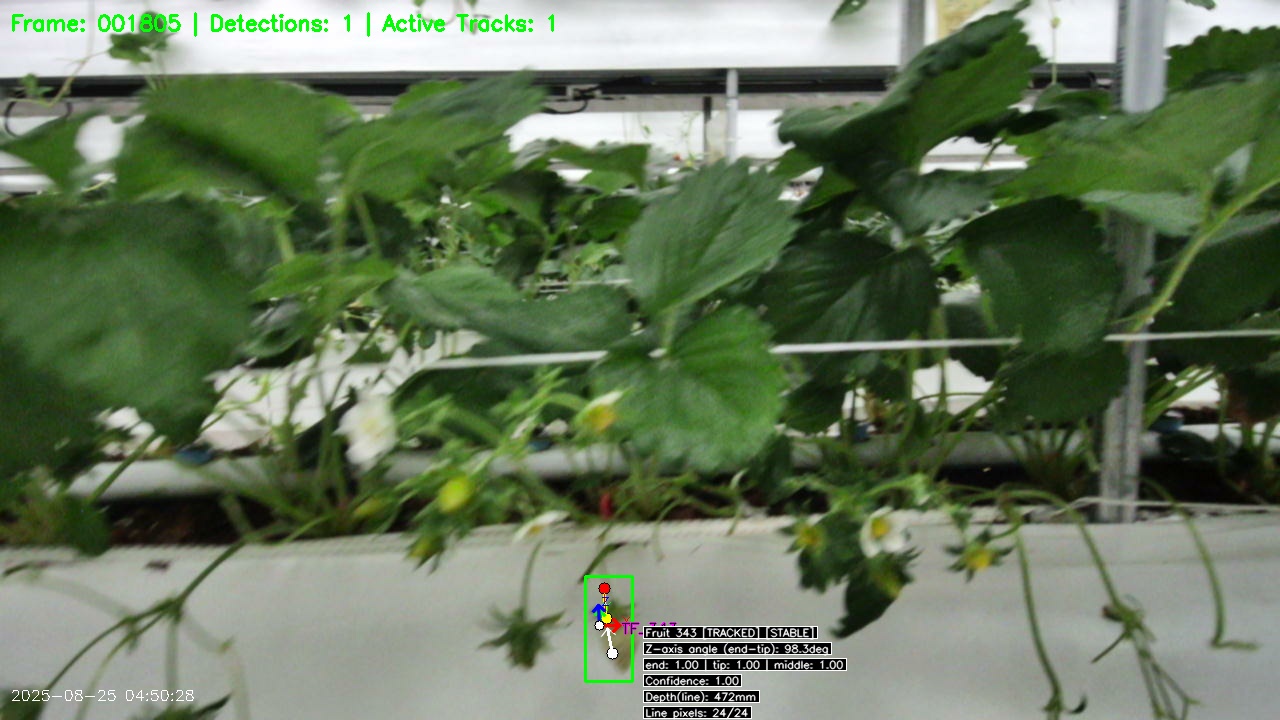 Frame: 001805 | Detections: 1 | Active Tracks: 1
TF_343
Fruit 343 [TRACKED] [STABLE]
Z-axis angle (end-tip): 98.3deg
end: 1.00 | tip: 1.00 | middle: 1.00
Confidence: 1.00
Depth(line): 472mm
Line pixels: 24/24
2025-08-25 04:50:28